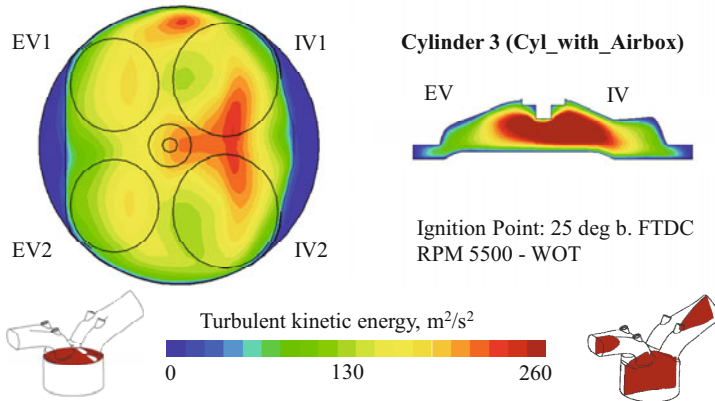 EV1
IV1
Cylinder 3 (Cyl_with_Airbox)
EV
IV
EV2
IV2
Ignition Point: 25 deg b. FTDC
RPM 5500 - WOT
Turbulent kinetic energy, m²/s²
0
130
260